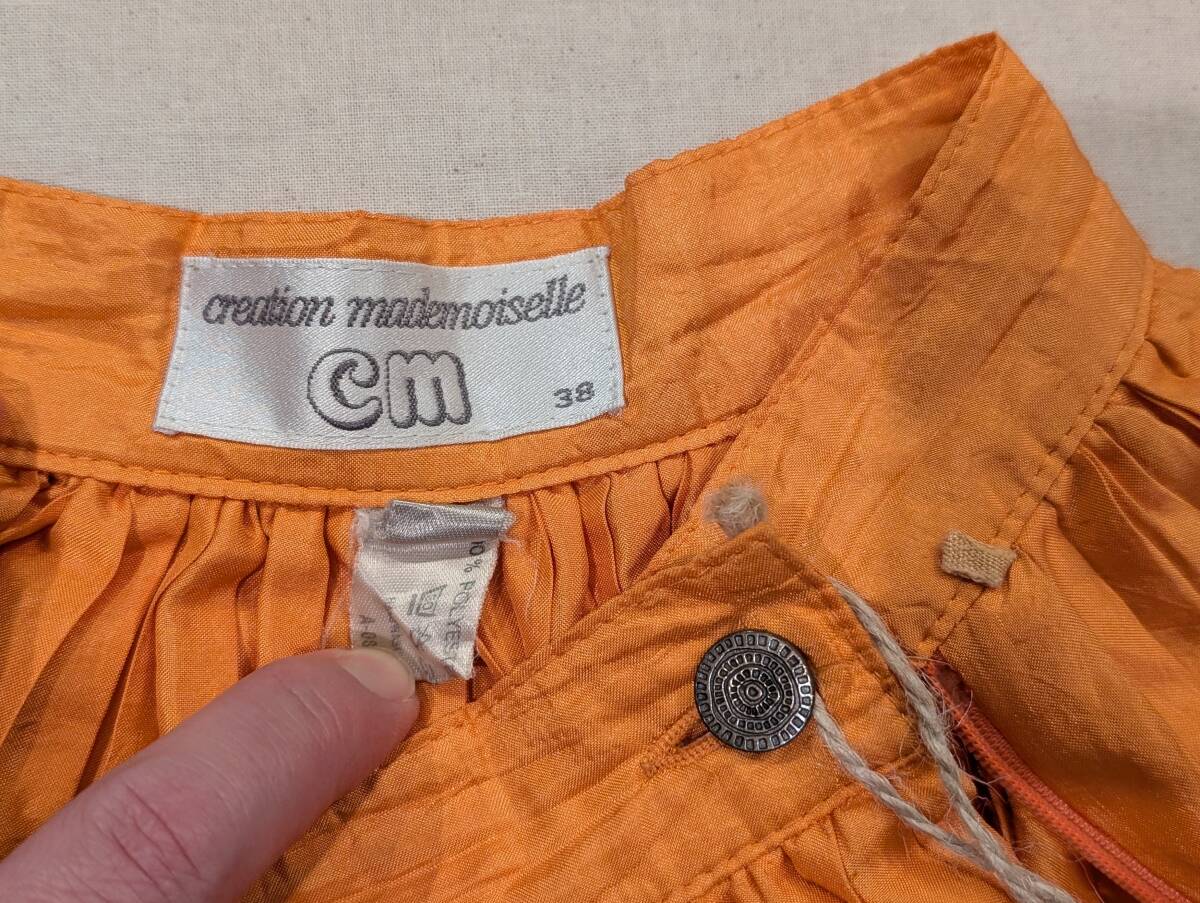 creation mademoiselle
cm
38
% POLYES